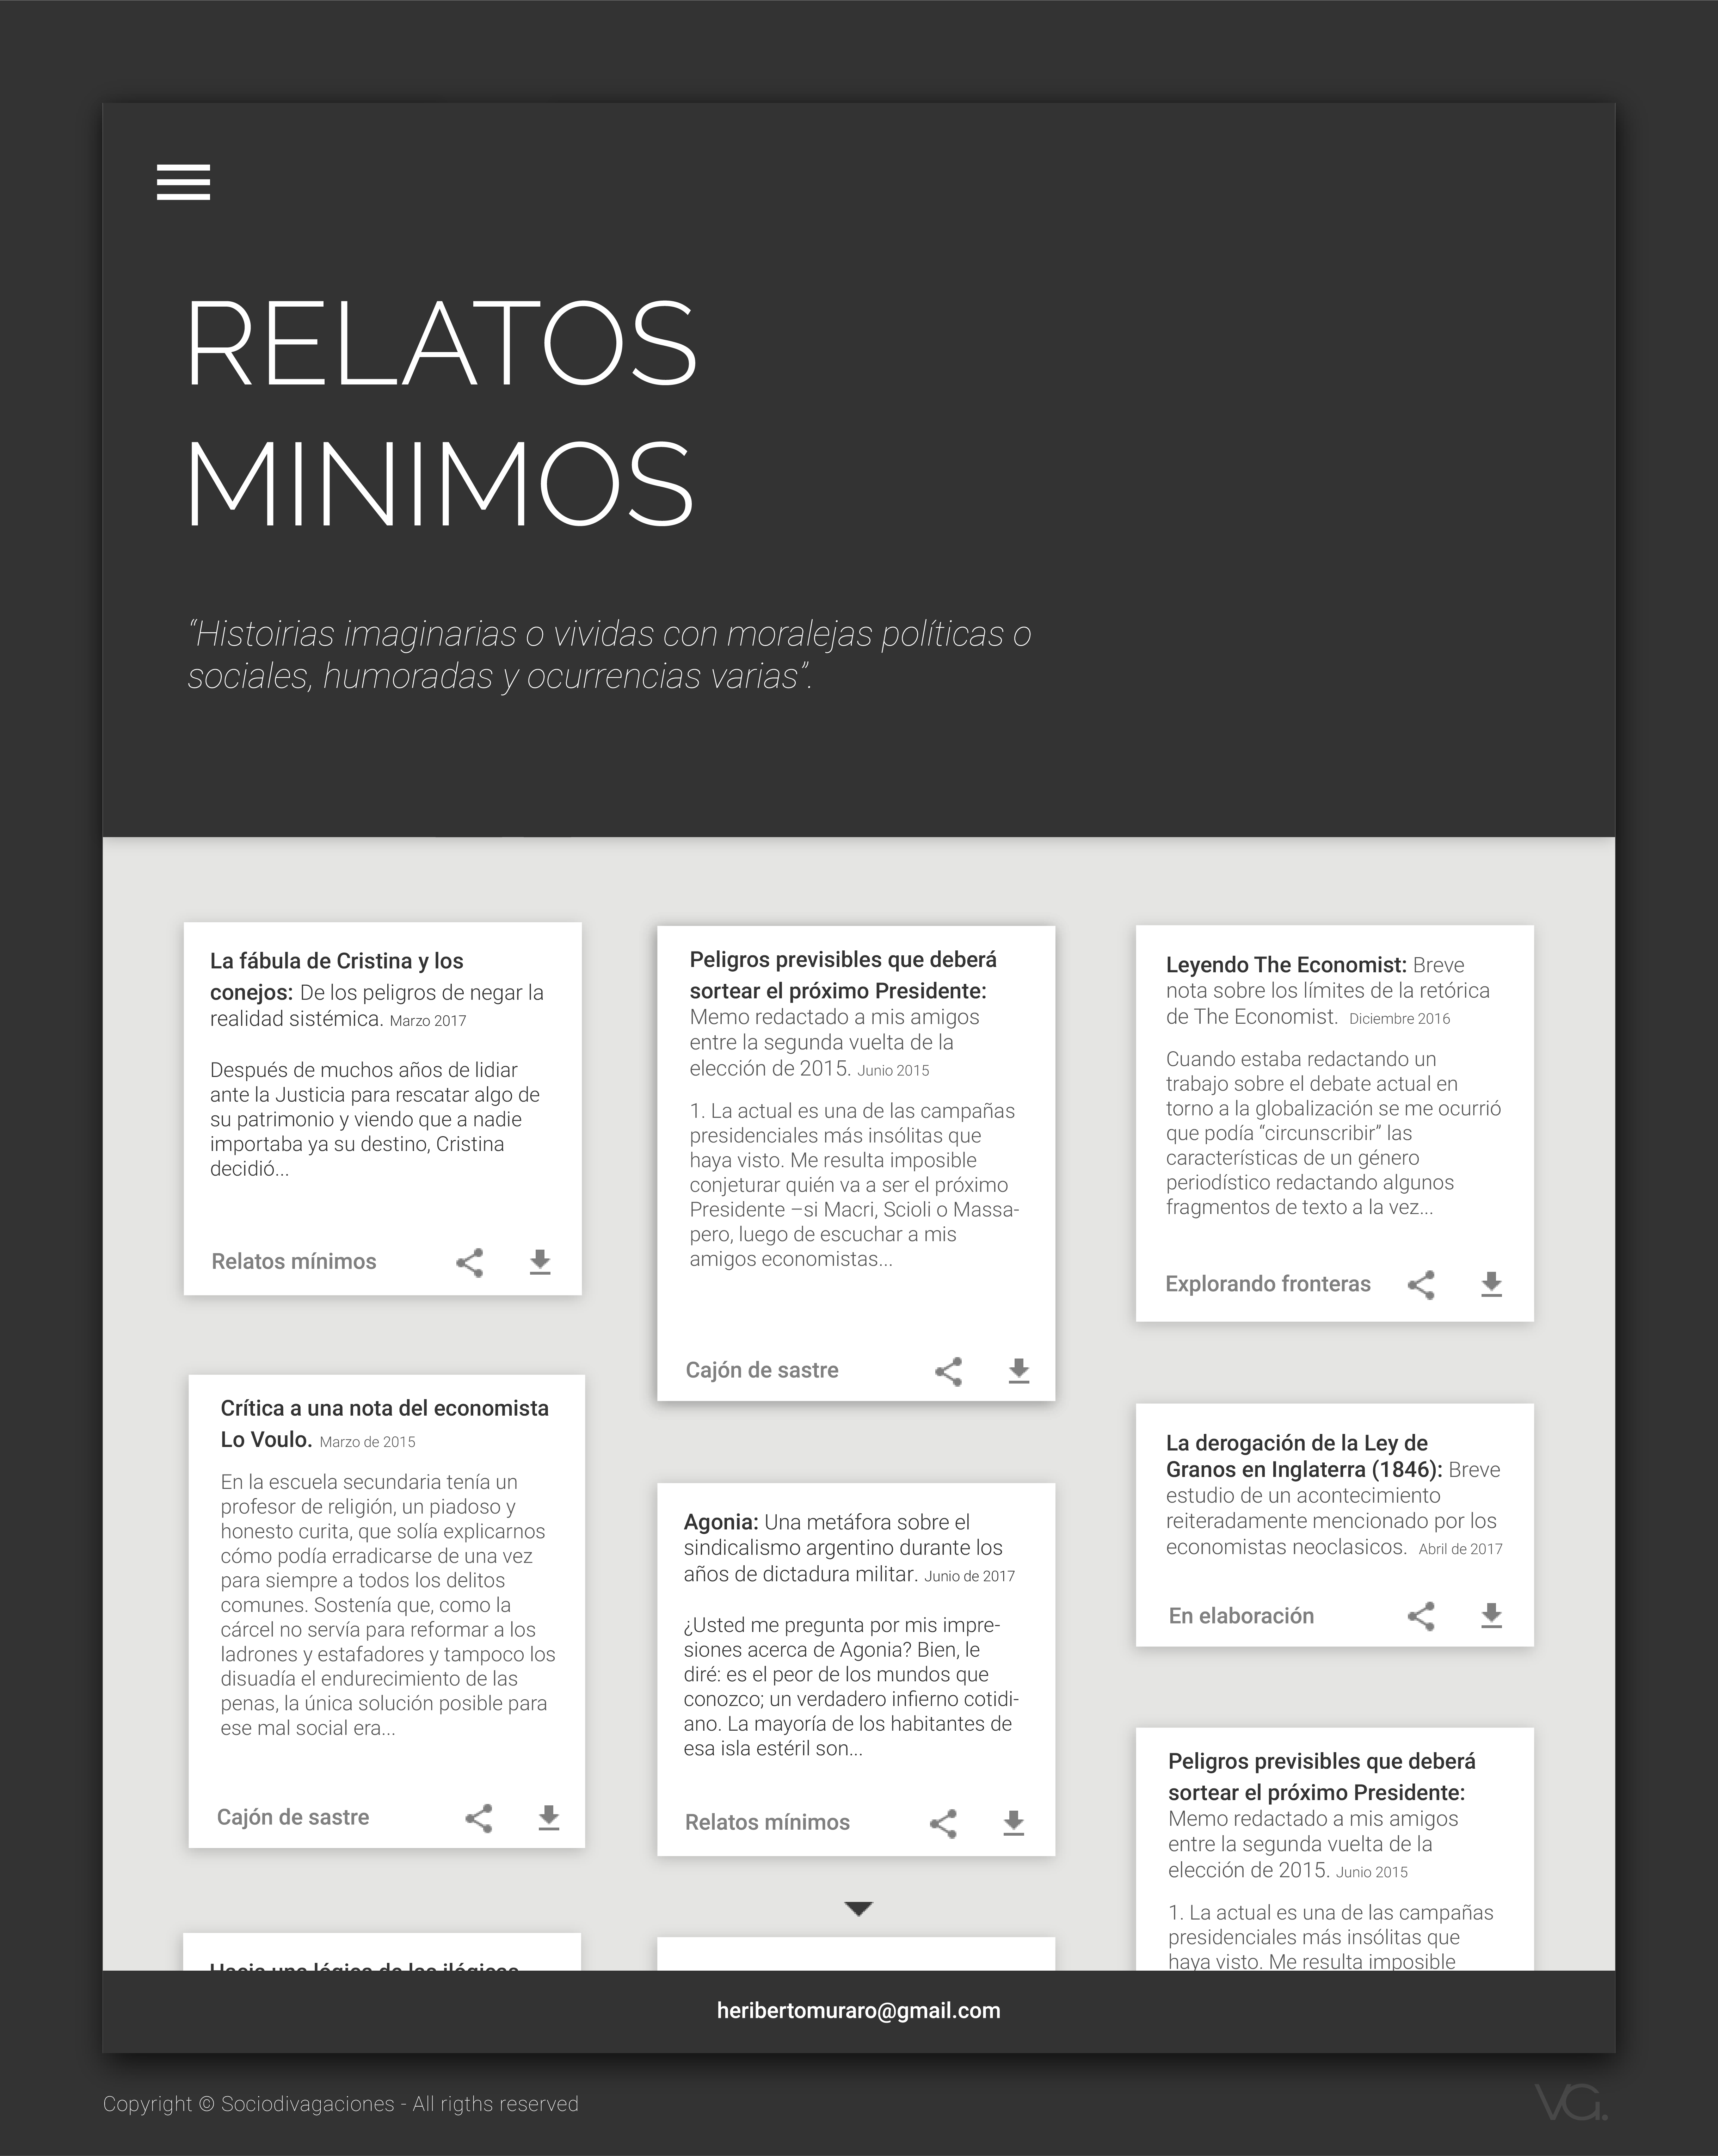 RELATOS
MINIMOS
“Histoirias imaginarias o vividas con moralejas políticas o
sociales, humoradas y ocurrencias varias”.
La fábula de Cristina y los
conejos: De los peligros de negar la
realidad sistémica. Marzo 2017
Después de muchos años de lidiar
ante la Justicia para rescatar algo de
su patrimonio y viendo que a nadie
importaba ya su destino, Cristina
decidió...
Relatos mínimos
Crítica a una nota del economista
Lo Voulo. Marzo de 2015
En la escuela secundaria tenía un
profesor de religión, un piadoso y
honesto curita, que solía explicarnos
cómo podía erradicarse de una vez
para siempre a todos los delitos
comunes. Sostenía que, como la
cárcel no servía para reformar a los
ladrones y estafadores y tampoco los
disuadía el endurecimiento de las
penas, la única solución posible para
ese mal social era...
Cajón de sastre
Hacia una lógica de los ilógicos
Peligros previsibles que deberá
sortear el próximo Presidente:
Memo redactado a mis amigos
entre la segunda vuelta de la
elección de 2015. Junio 2015
1. La actual es una de las campañas
presidenciales más insólitas que
haya visto. Me resulta imposible
conjeturar quién va a ser el próximo
Presidente –si Macri, Scioli o Massa-
pero, luego de escuchar a mis
amigos economistas...
Cajón de sastre
Agonia: Una metáfora sobre el
sindicalismo argentino durante los
años de dictadura militar. Junio de 2017
¿Usted me pregunta por mis impre-
siones acerca de Agonia? Bien, le
diré: es el peor de los mundos que
conozco; un verdadero infierno cotidi-
ano. La mayoría de los habitantes de
esa isla estéril son...
Relatos mínimos
Leyendo The Economist: Breve
nota sobre los límites de la retórica
de The Economist. Diciembre 2016
Cuando estaba redactando un
trabajo sobre el debate actual en
torno a la globalización se me ocurrió
que podía “circunscribir” las
características de un género
periodístico redactando algunos
fragmentos de texto a la vez...
Explorando fronteras
La derogación de la Ley de
Granos en Inglaterra (1846): Breve
estudio de un acontecimiento
reiteradamente mencionado por los
economistas neoclasicos. Abril de 2017
En elaboración
Peligros previsibles que deberá
sortear el próximo Presidente:
Memo redactado a mis amigos
entre la segunda vuelta de la
elección de 2015. Junio 2015
1. La actual es una de las campañas
presidenciales más insólitas que
haya visto. Me resulta imposible
heribertomuraro@gmail.com
Copyright © Sociodivagaciones - All rigths reserved
VG.